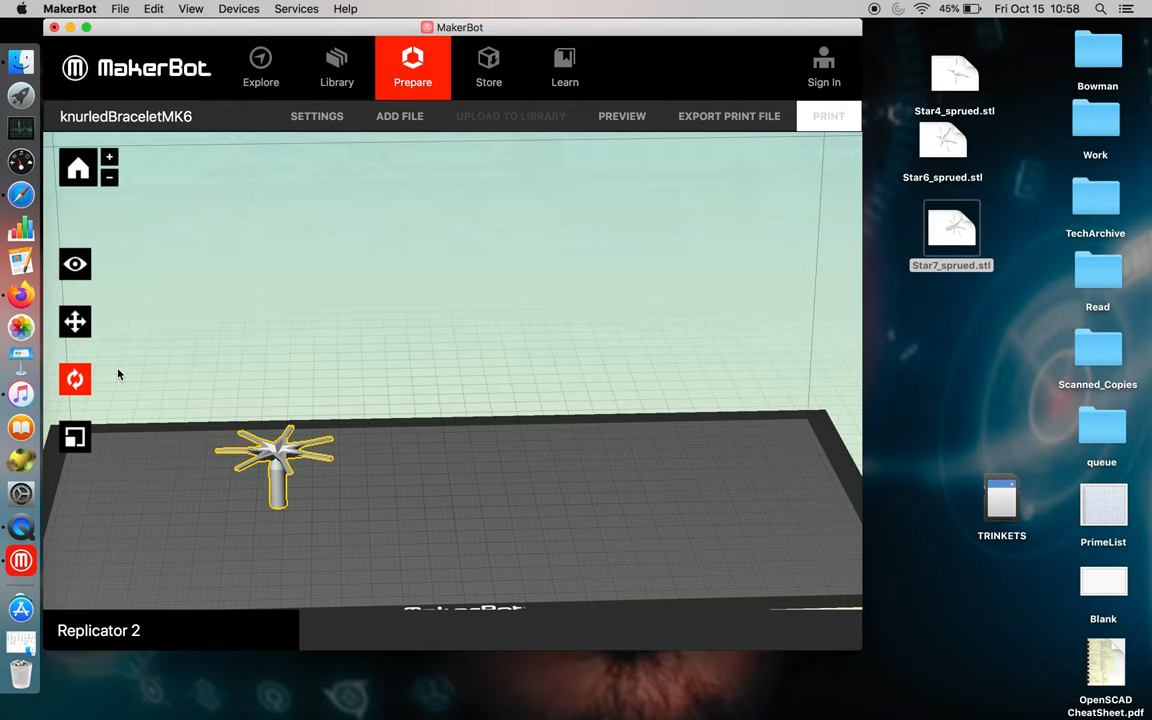 MakerBot File Edit View Devices Services Help 45% Fri Oct 15 10:58
MakerBot
MakerBot Explore Library Prepare Store Learn Sign In
knurledBraceletMK6 SETTINGS ADD FILE UPLOAD TO LIBRARY PREVIEW EXPORT PRINT FILE PRINT
+
-
Replicator 2
Star4_sprued.stl
Star6_sprued.stl
Star7_sprued.stl
TRINKETS
Bowman
Work
TechArchive
Read
Scanned_Copies
queue
PrimeList
Blank
OpenSCAD
CheatSheet.pdf